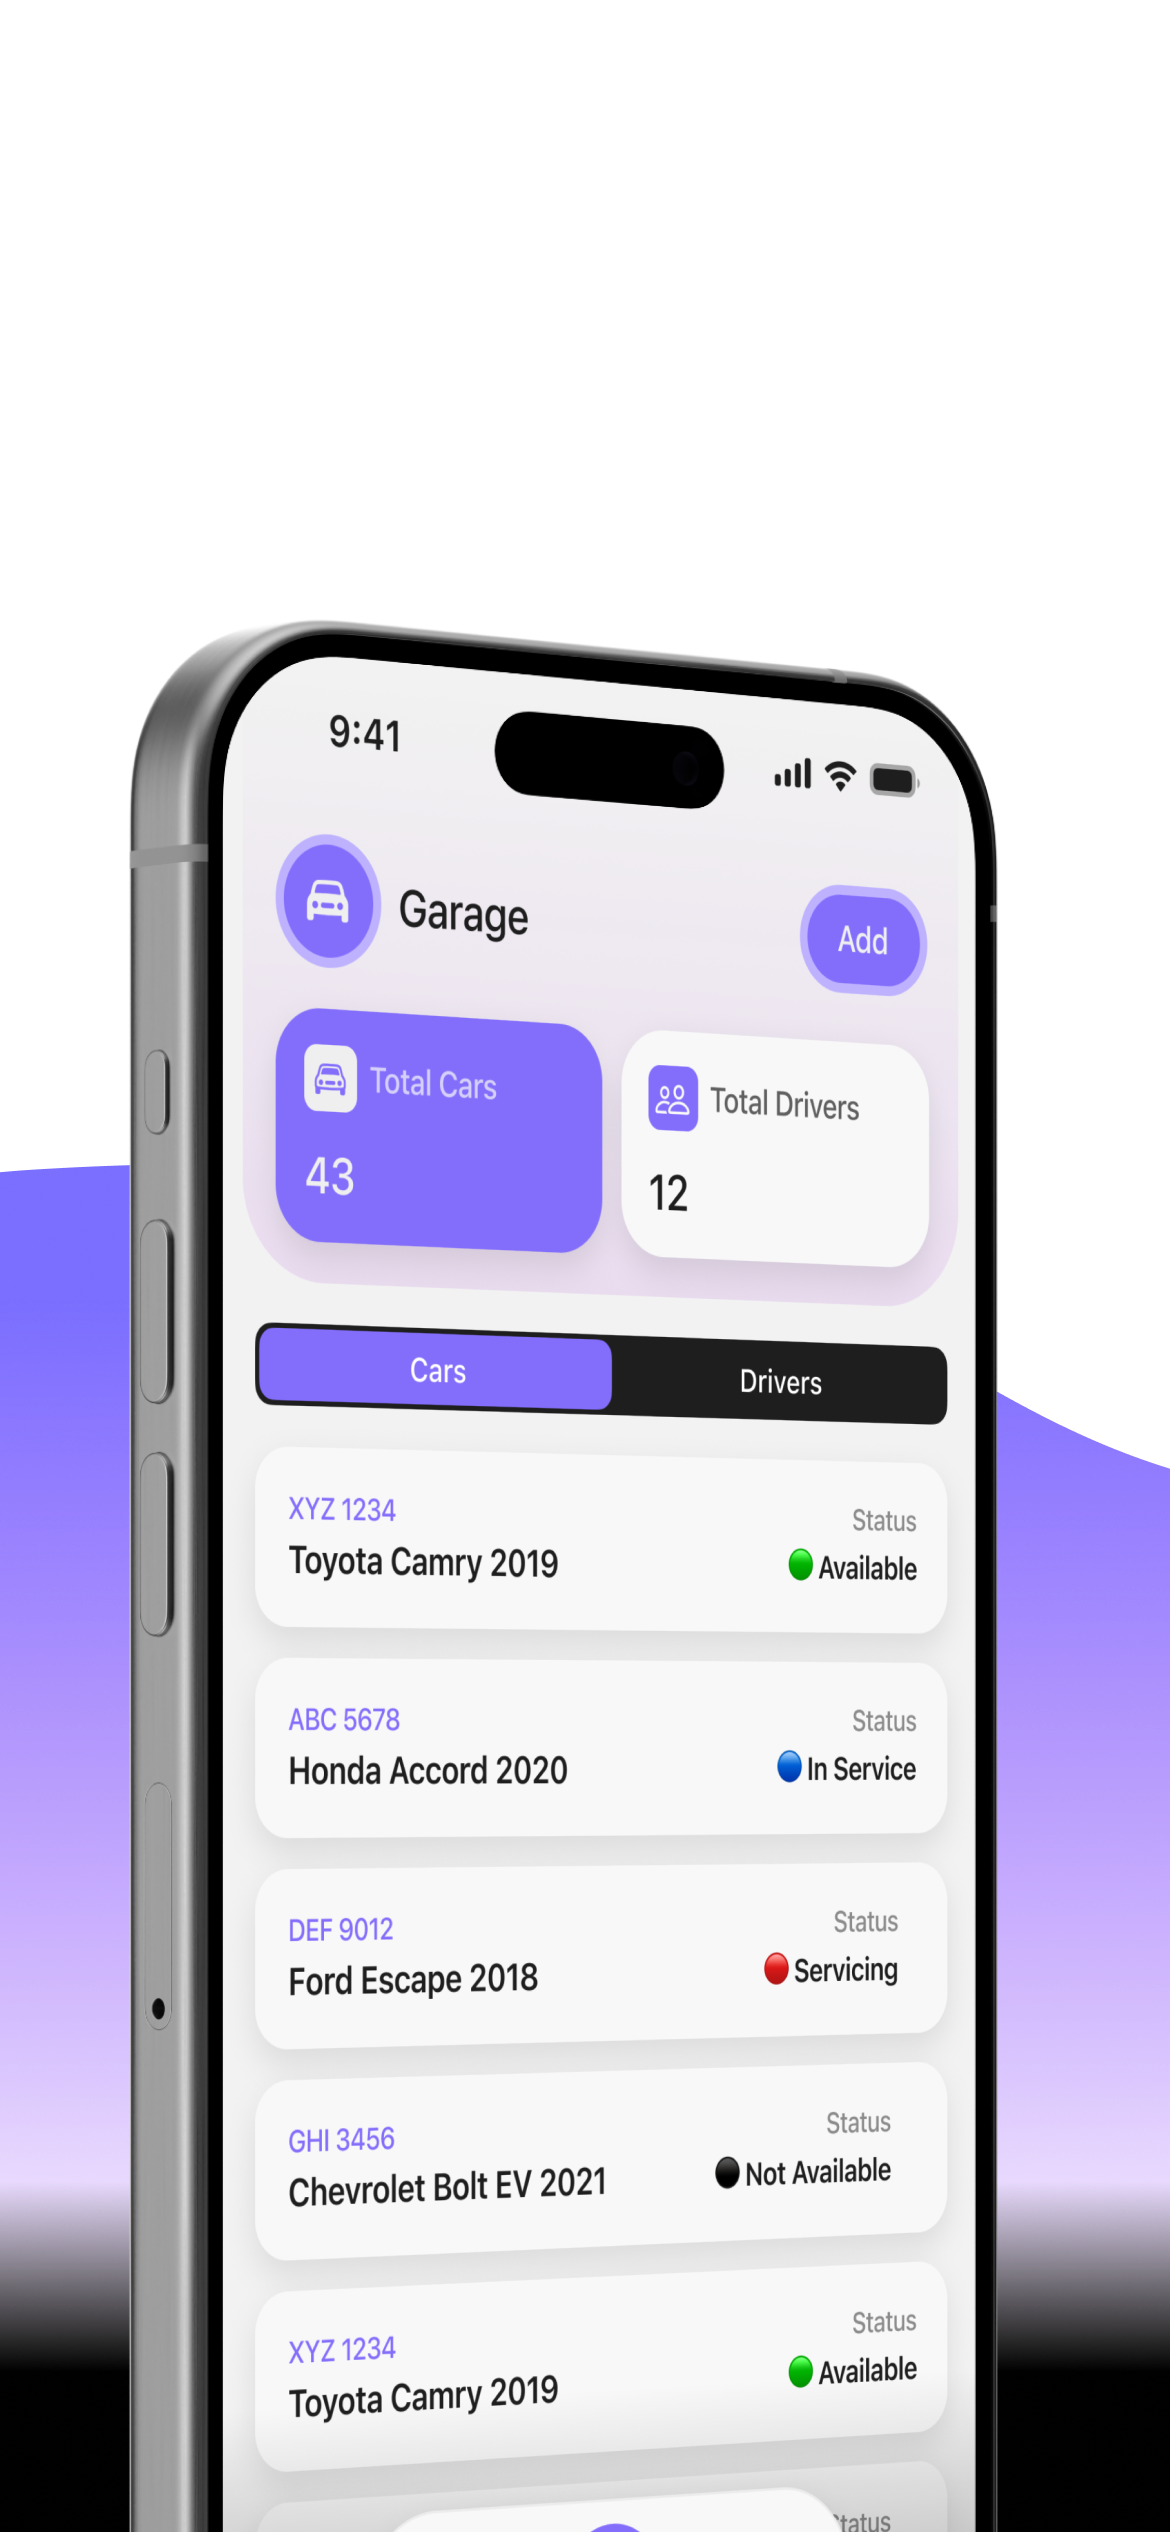 9:41
Garage
Add
Total Cars
43
Total Drivers
12
Cars
Drivers
XYZ 1234
Toyota Camry 2019
Status
Available
ABC 5678
Honda Accord 2020
Status
In Service
DEF 9012
Ford Escape 2018
Status
Servicing
GHI 3456
Chevrolet Bolt EV 2021
Status
Not Available
XYZ 1234
Toyota Camry 2019
Status
Available